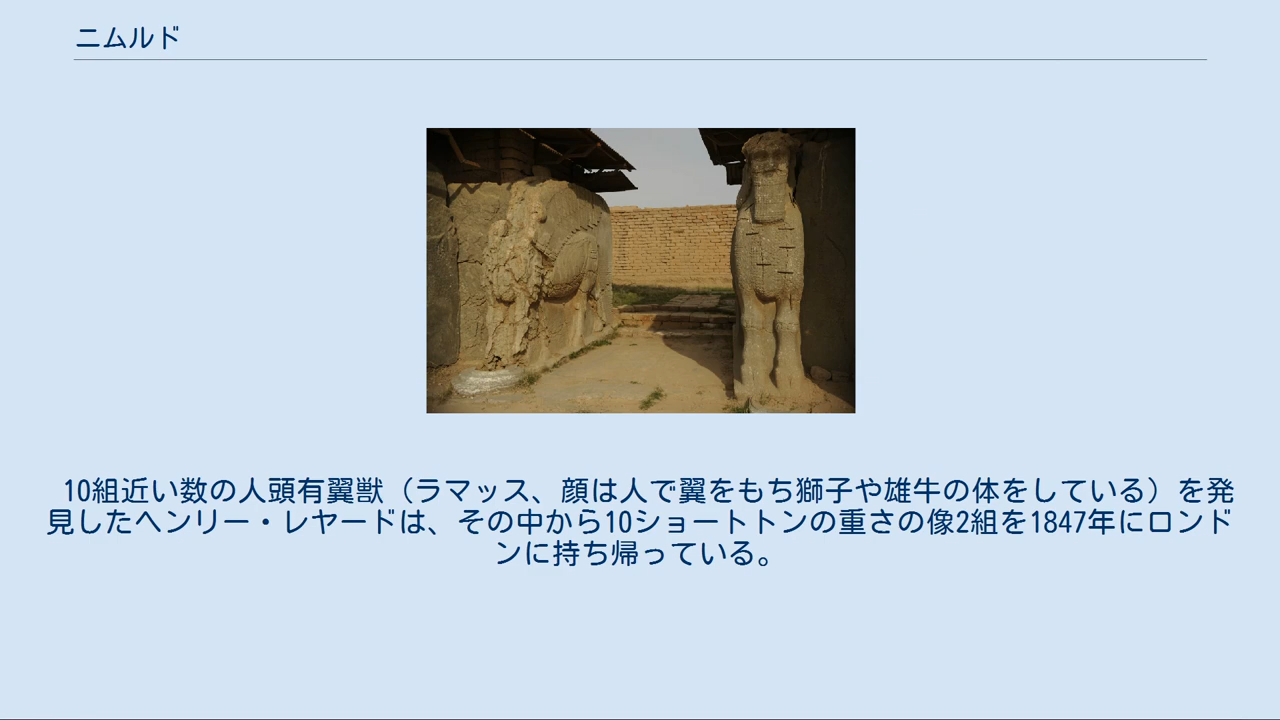 ニムルド
10組近い数の人頭有翼獣（ラマッス、顔は人で翼をもち獅子や雄牛の体をしている）を発
見したヘンリー・レヤードは、その中から10ショートトンの重さの像2組を1847年にロンド
ンに持ち帰っている。